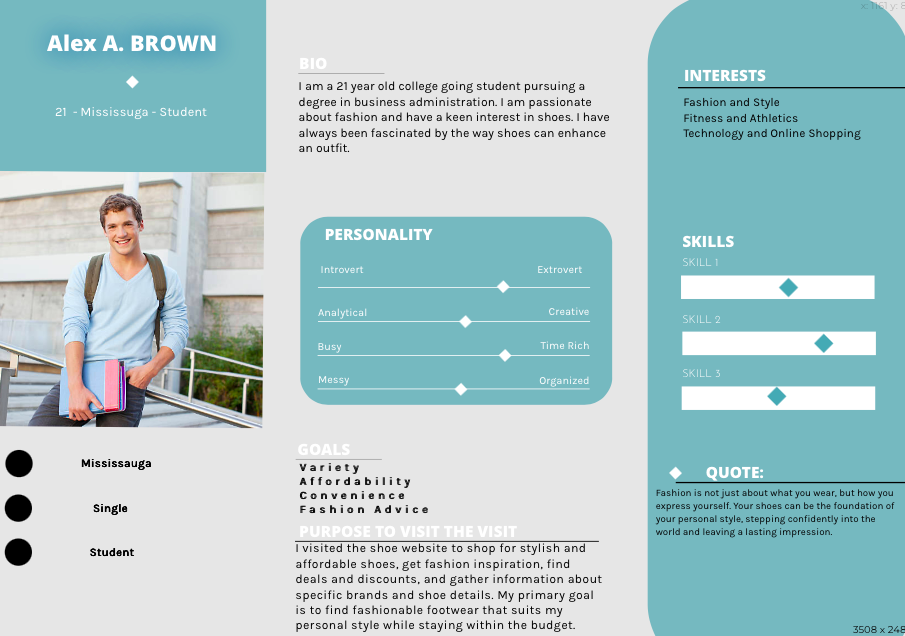 Alex A. BROWN
21 - Mississuga - Student
Mississauga
Single
Student
BIO
I am a 21 year old college going student pursuing a
degree in business administration. I am passionate
about fashion and have a keen interest in shoes. I have
always been fascinated by the way shoes can enhance
an outfit.
PERSONALITY
Introvert Extrovert
Analytical Creative
Busy Time Rich
Messy Organized
GOALS
Variety
Affordability
Convenience
Fashion Advice
PURPOSE TO VISIT THE VISIT
I visited the shoe website to shop for stylish and
affordable shoes, get fashion inspiration, find
deals and discounts, and gather information about
specific brands and shoe details. My primary goal
is to find fashionable footwear that suits my
personal style while staying within the budget.
INTERESTS
Fashion and Style
Fitness and Athletics
Technology and Online Shopping
SKILLS
SKILL 1
SKILL 2
SKILL 3
QUOTE:
Fashion is not just about what you wear, but how you
express yourself. Your shoes can be the foundation of
your personal style, stepping confidently into the
world and leaving a lasting impression.
3508 x 248